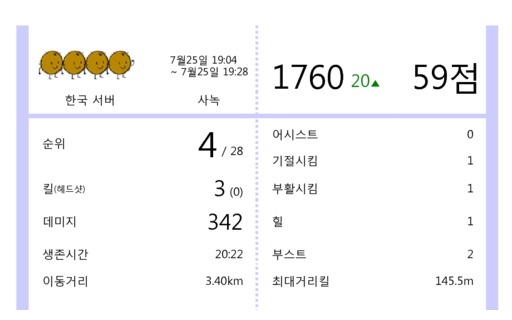 7월25일 19:04
~ 7월25일 19:28
한국 서버
사녹
1760 20▲ 59점
순위 4 / 28
킬(헤드샷) 3 (0)
데미지 342
생존시간 20:22
이동거리 3.40km
어시스트 0
기절시킴 1
부활시킴 1
힐 1
부스트 2
최대거리킬 145.5m